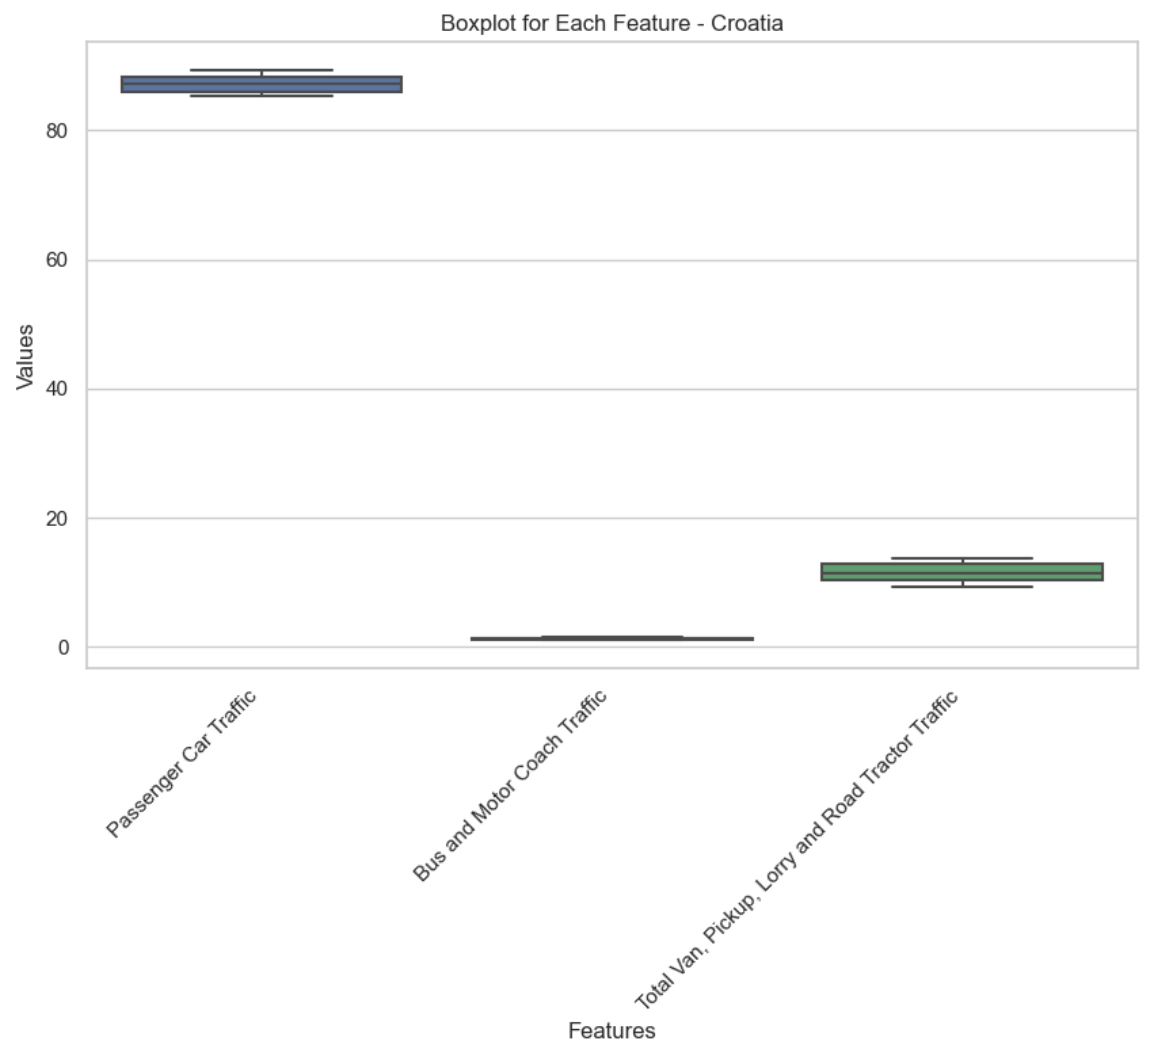 Boxplot for Each Feature - Croatia
80
60
40
20
0
Values
Passenger Car Traffic
Bus and Motor Coach Traffic
Total Van, Pickup, Lorry and Road Tractor Traffic
Features